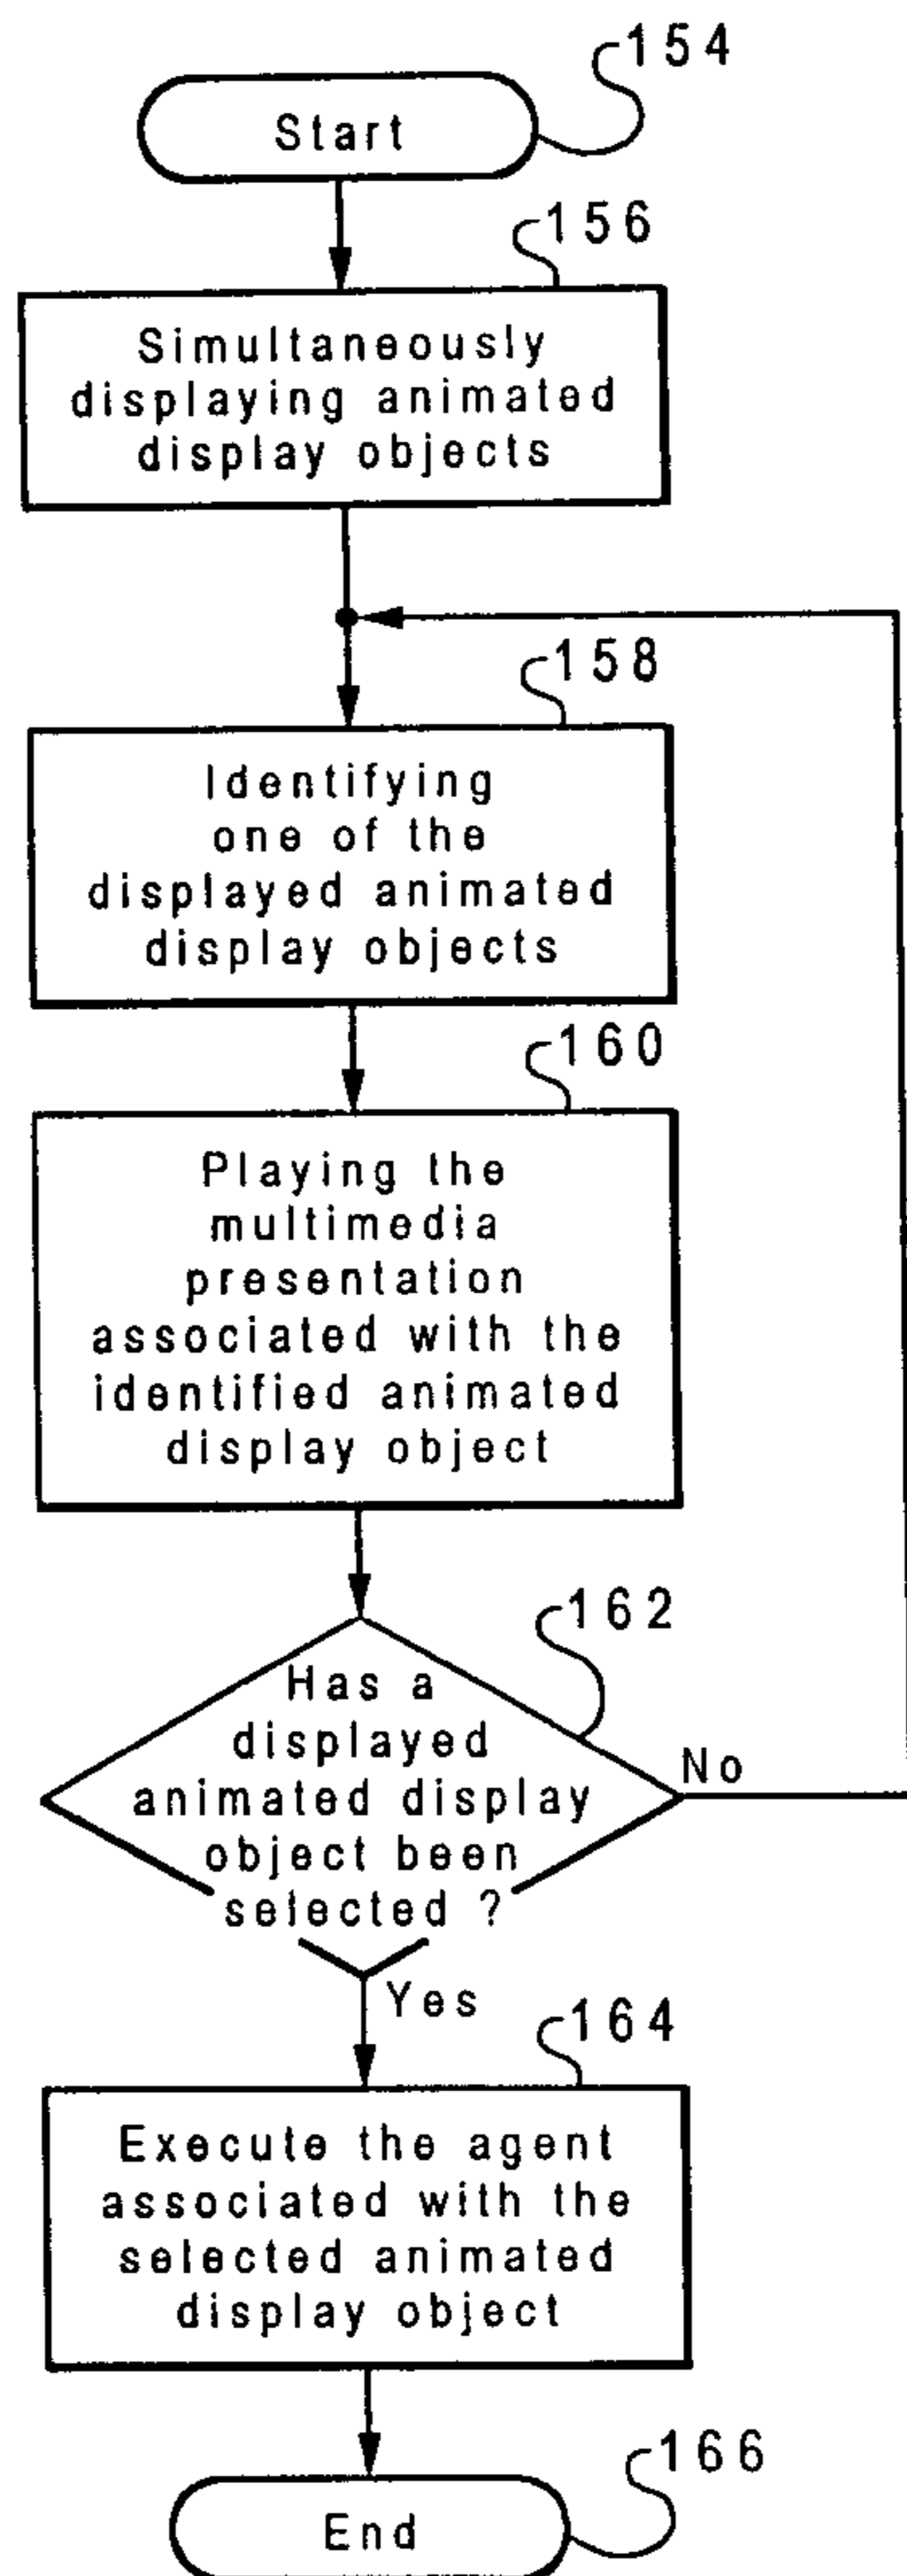 154
Start
156
Simultaneously
displaying animated
display objects
158
Identifying
one of the
displayed animated
display objects
160
Playing the
multimedia
presentation
associated with the
identified animated
display object
162
Has a
displayed
animated display
object been
selected ?
No
Yes
164
Execute the agent
associated with the
selected animated
display object
166
End